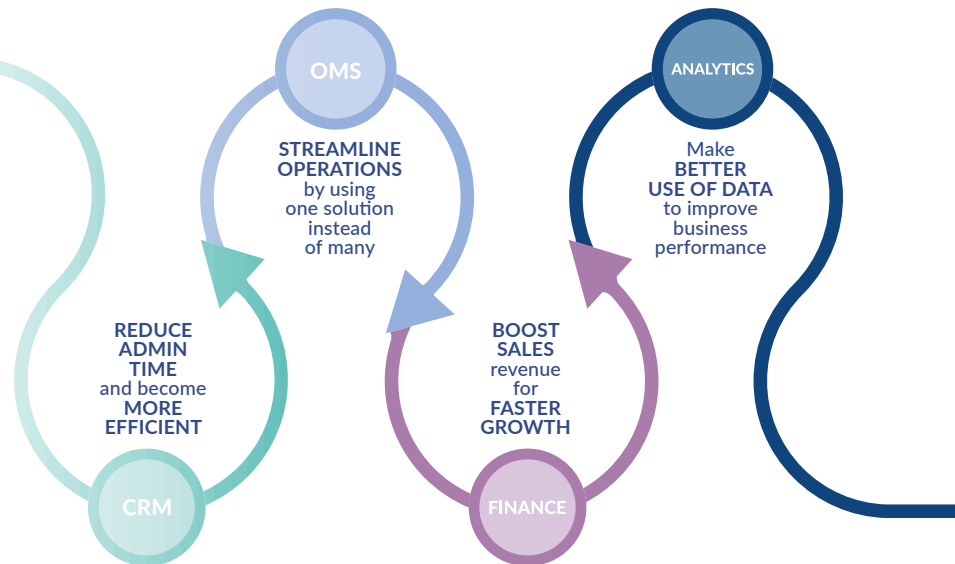 OMS
STREAMLINE
OPERATIONS
by using
one solution
instead
of many
ANALYTICS
Make
BETTER
USE OF DATA
to improve
business
performance
REDUCE
ADMIN
TIME
and become
MORE
EFFICIENT
CRM
BOOST
SALES
revenue
for
FASTER
GROWTH
FINANCE